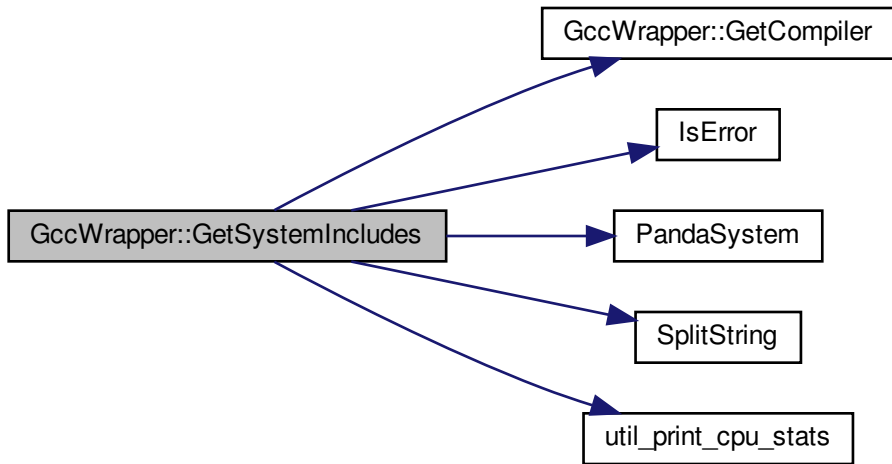 GccWrapper::GetCompiler
IsError
GccWrapper::GetSystemIncludes
PandaSystem
SplitString
util_print_cpu_stats